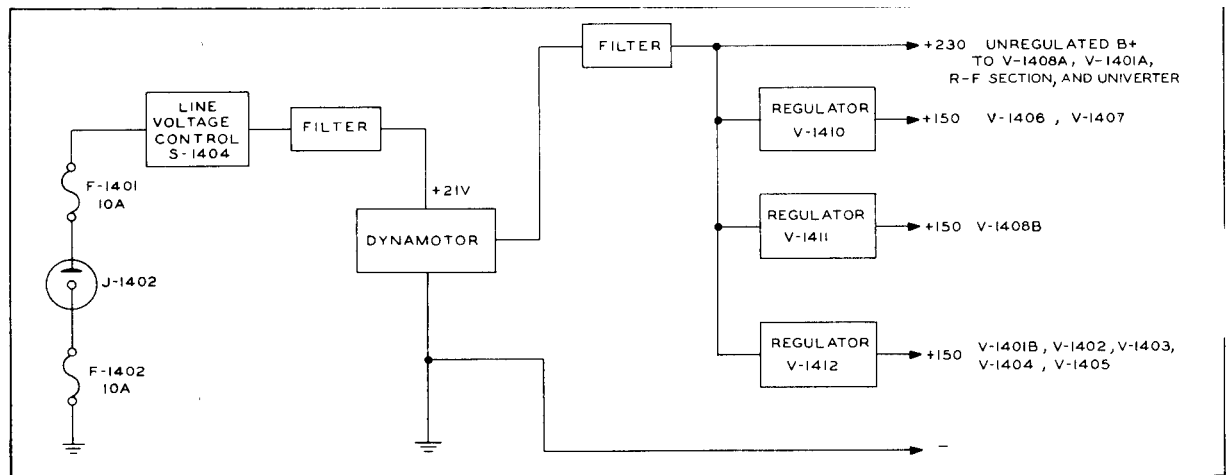 LINE
VOLTAGE
CONTROL
S-1404
FILTER
F-1401
10A
J-1402
F-1402
10A
+21V
DYNAMOTOR
FILTER
+230 UNREGULATED B+
TO V-1408A, V-1401A,
R-F SECTION, AND UNIVERTER
REGULATOR
V-1410
+150 V-1406 , V-1407
REGULATOR
V-1411
+150 V-1408B
REGULATOR
V-1412
+150 V-1401B, V-1402, V-1403,
V-1404 , V-1405
−